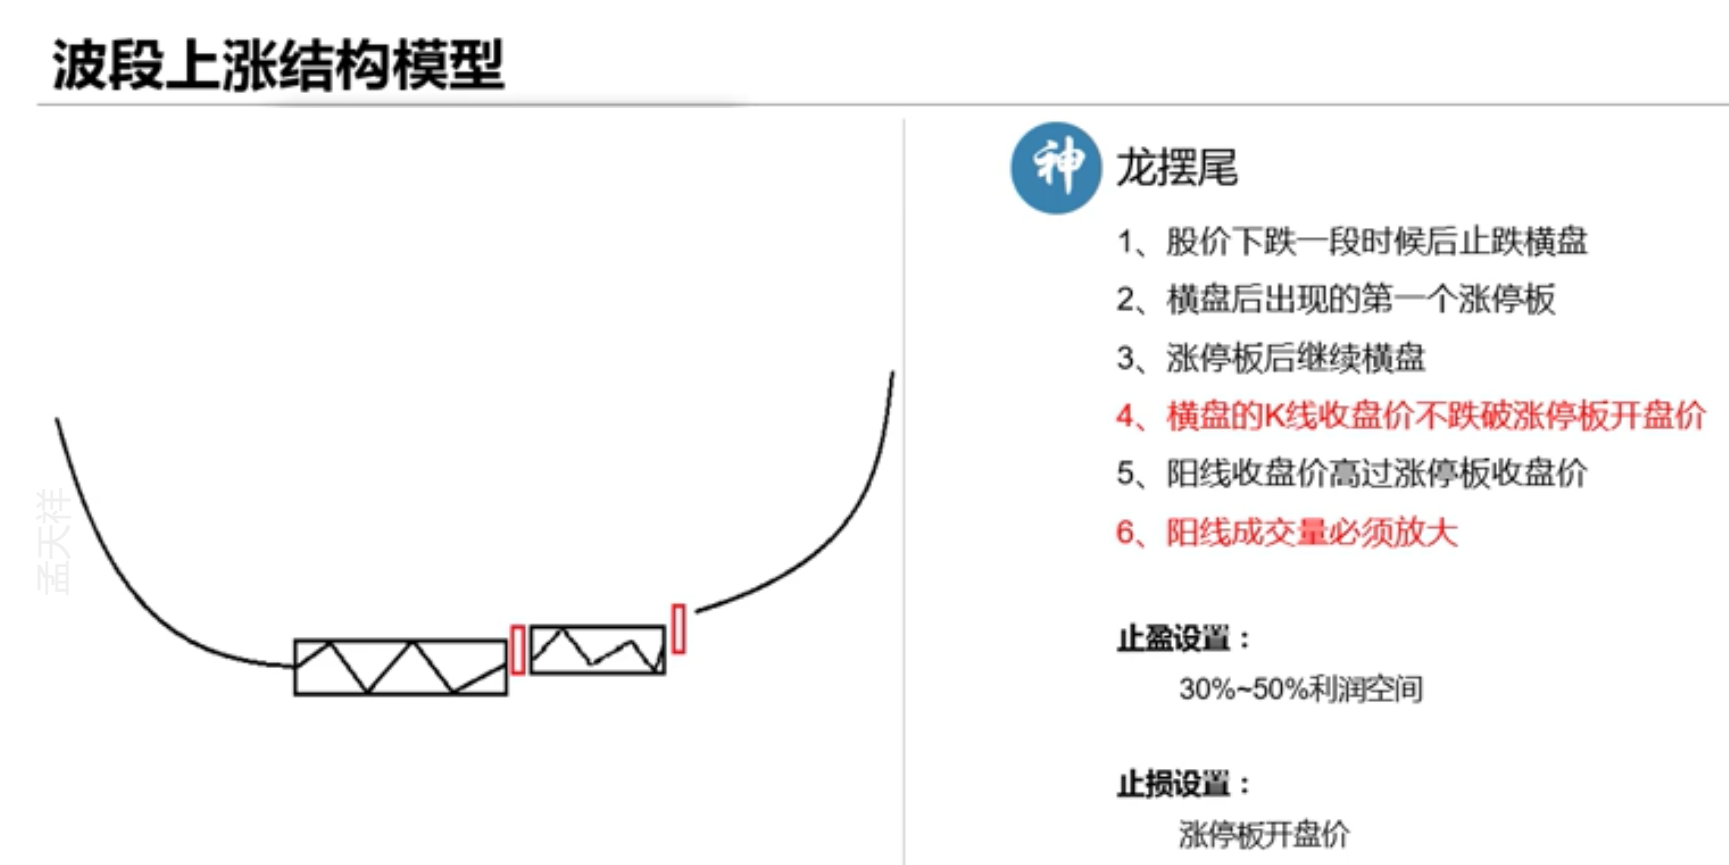 波段上涨结构模型
神龙摆尾
1、股价下跌一段时候后止跌横盘
2、横盘后出现的第一个涨停板
3、涨停板后继续横盘
4、横盘的K线收盘价不跌破涨停板开盘价
5、阳线收盘价高过涨停板收盘价
6、阳线成交量必须放大
止盈设置：
30%~50%利润空间
止损设置：
涨停板开盘价
孟天祥